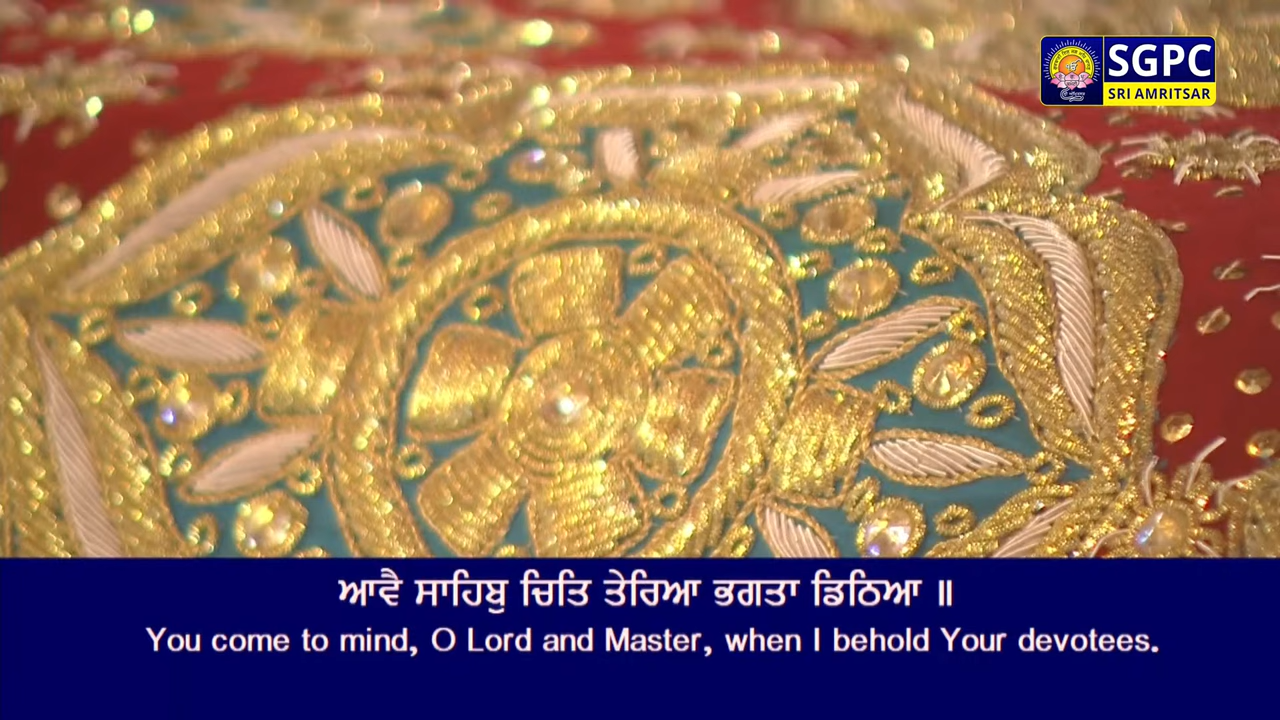 SGPC
SRI AMRITSAR
ਆਵੈ ਸਾਹਿਬੁ ਚਿਤਿ ਤੇਰਿਆ ਭਗਤਾ ਡਿਠਿਆ ॥
You come to mind, O Lord and Master, when I behold Your devotees.